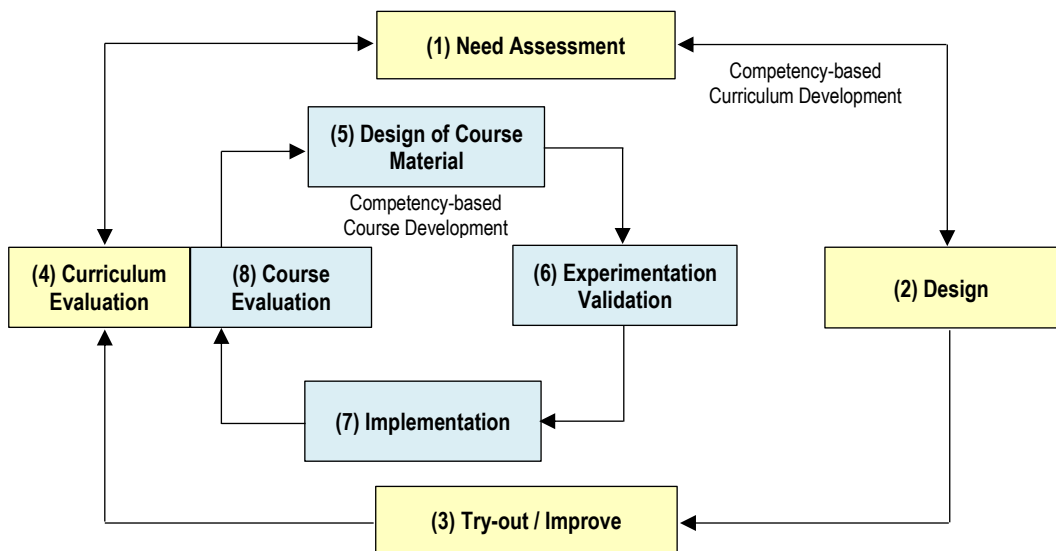 (1) Need Assessment
Competency-based
Curriculum Development
(5) Design of Course
Material
Competency-based
Course Development
(4) Curriculum
Evaluation
(8) Course
Evaluation
(6) Experimentation
Validation
(2) Design
(7) Implementation
(3) Try-out / Improve